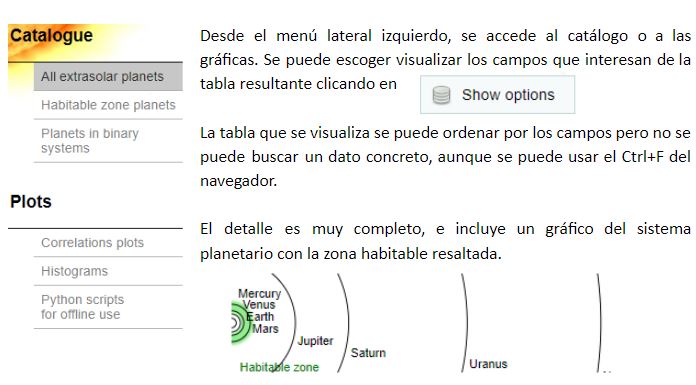 Catalogue
All extrasolar planets
Habitable zone planets
Planets in binary
systems
Plots
Correlations plots
Histograms
Python scripts
for offline use
Desde el menú lateral izquierdo, se accede al catálogo o a las
gráficas. Se puede escoger visualizar los campos que interesan de la
tabla resultante clicando en
Show options
La tabla que se visualiza se puede ordenar por los campos pero no se
puede buscar un dato concreto, aunque se puede usar el Ctrl+F del
navegador.
El detalle es muy completo, e incluye un gráfico del sistema
planetario con la zona habitable resaltada.
Mercury
Venus
Earth
Mars
Jupiter
Saturn
Uranus
Habitable zone